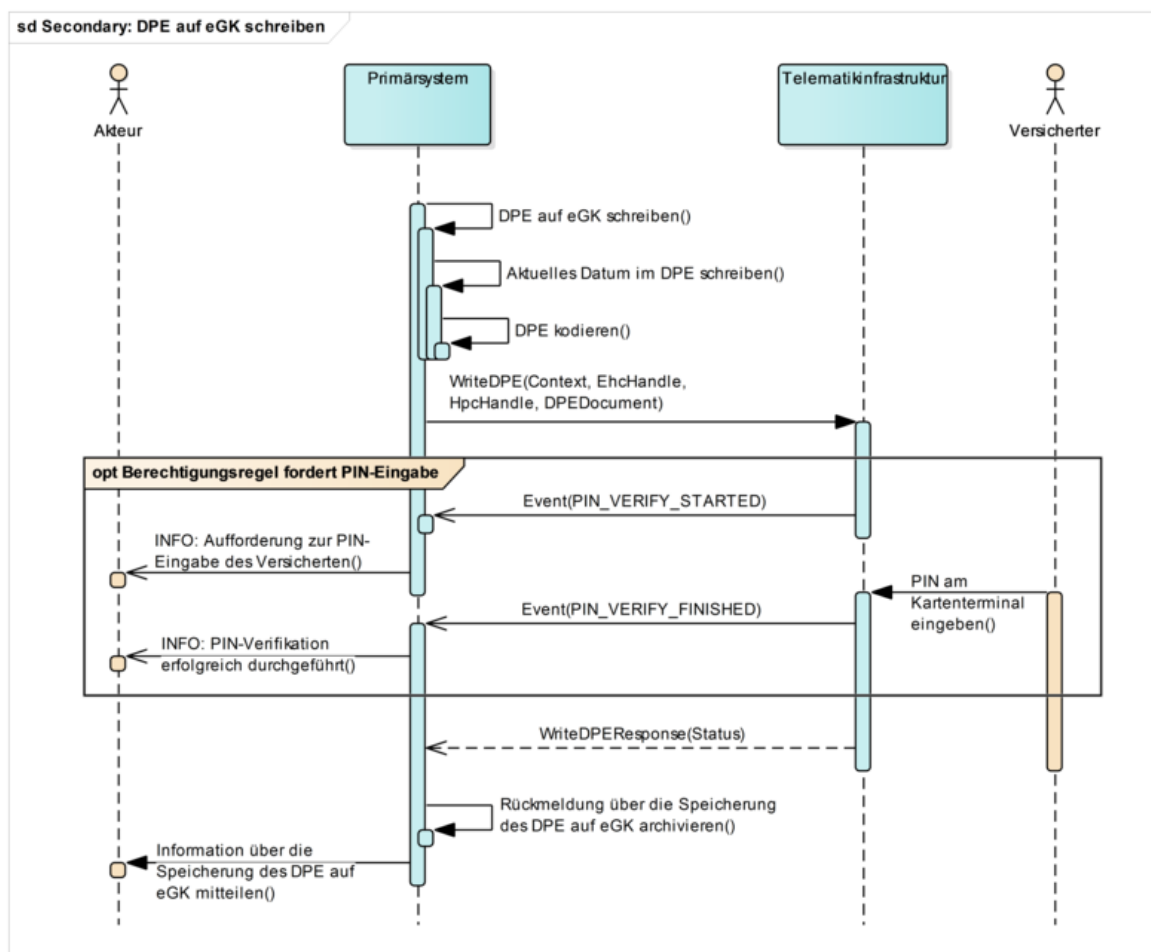 sd Secondary: DPE auf eGK schreiben
Akteur
Primärsystem
Telematikinfrastruktur
Versicherter
DPE auf eGK schreiben()
Aktuelles Datum im DPE schreiben()
DPE kodieren()
WriteDPE(Context, EhcHandle,
HpcHandle, DPEDocument)
opt Berechtigungsregel fordert PIN-Eingabe
Event(PIN_VERIFY_STARTED)
INFO: Aufforderung zur PIN-
Eingabe des Versicherten()
PIN am
Kartenterminal
eingeben()
Event(PIN_VERIFY_FINISHED)
INFO: PIN-Verifikation
erfolgreich durchgeführt()
WriteDPEResponse(Status)
Rückmeldung über die Speicherung
des DPE auf eGK archivieren()
Information über die
Speicherung des DPE auf
eGK mitteilen()